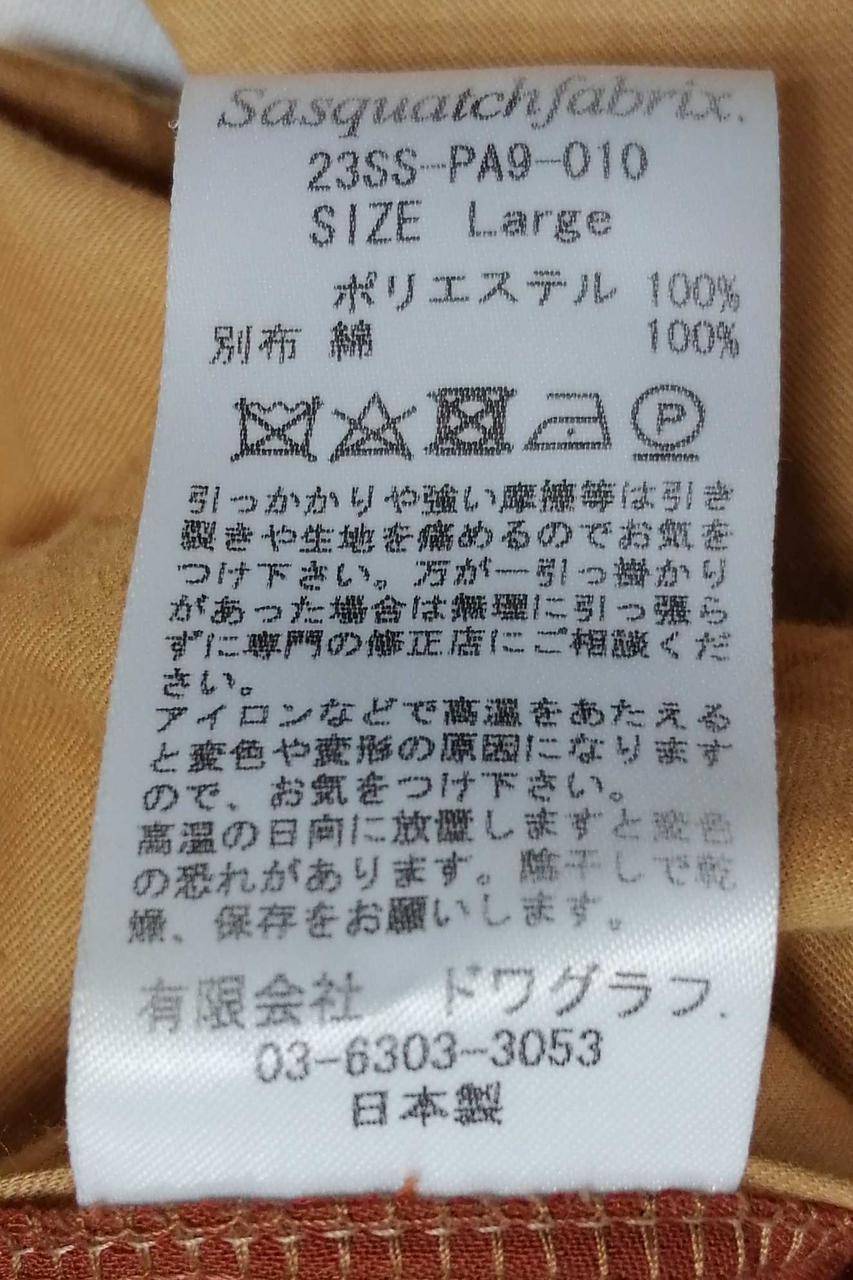 Sasquatchfabrix.
23SS-PA9-010
SIZE Large
ポリエステル 100%
別布 綿 100%
P
引っかかりや強い摩擦等は引き
裂きや生地を痛めるのでお気を
つけ下さい。万が一引っ掛かり
があった場合は無理に引っ張ら
ずに専門の修正店にご相談くだ
さい。
アイロンなどで高温をあたえる
と変色や変形の原因になります
ので、お気をつけ下さい。
高温の日向に放置しますと変色
の恐れがあります。陰干しで乾
燥、保存をお願いします。
有限会社 ドワグラフ.
03-6303-3053
日本製